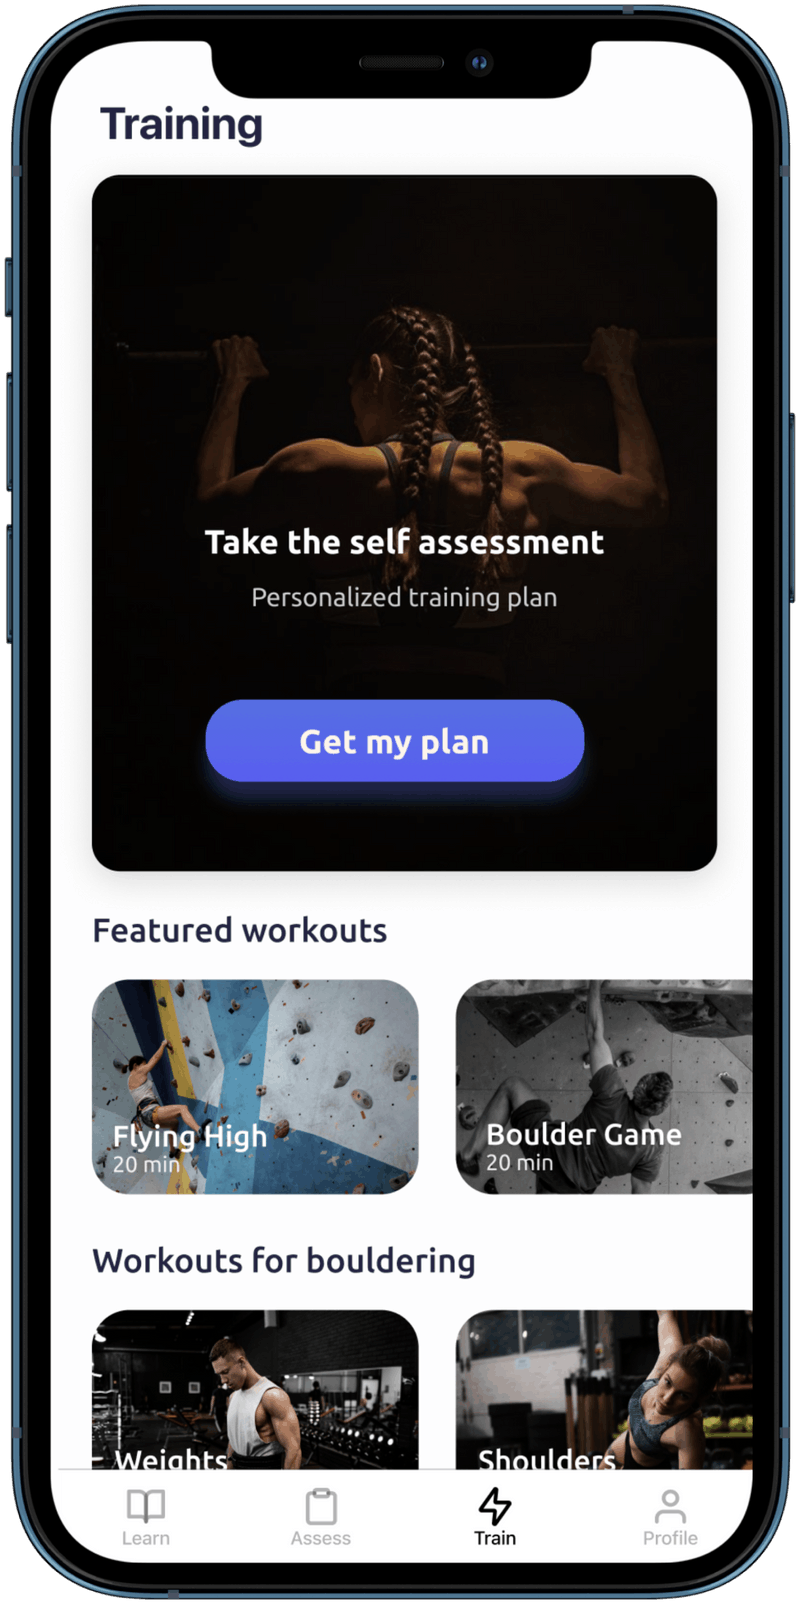 Training
Take the self assessment
Personalized training plan
Get my plan
Featured workouts
Flying High
20 min
Boulder Game
20 min
Workouts for bouldering
Weights
Shoulders
Learn
Assess
Train
Profile